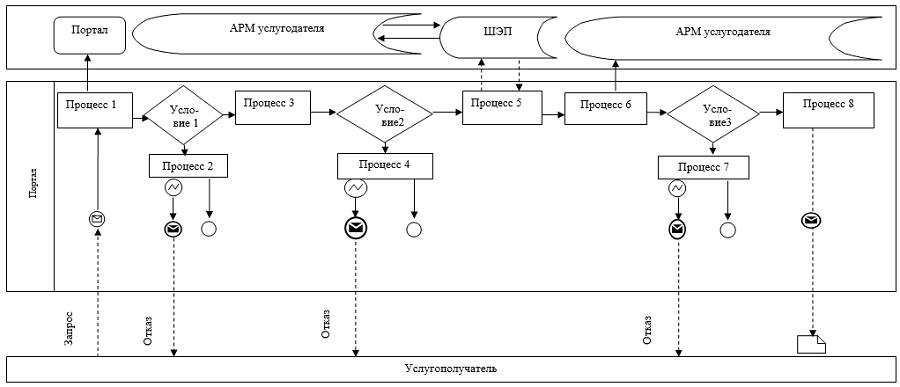 Портал
АРМ услугодателя
ШЭП
АРМ услугодателя
Портал
Процесс 1
Усло-
вие 1
Процесс 3
Усло-
вие2
Процесс 5
Процесс 6
Усло-
вие3
Процесс 8
Процесс 2
Процесс 4
Процесс 7
Запрос
Отказ
Отказ
Отказ
Услугополучатель